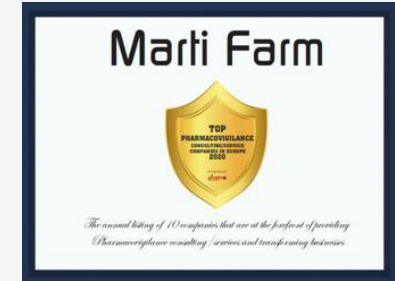 Marti Farm
TOP
PHARMACOVIGILANCE
CONSULTING/SERVICE
COMPANIES IN EUROPE
2020
The annual listing of 10 companies that are at the forefront of providing
Pharmacovigilance consulting / services and transforming businesses